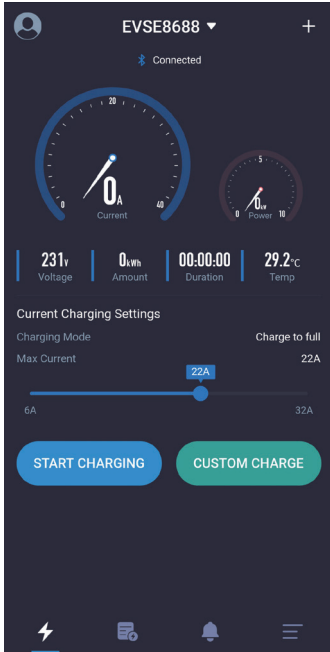 EVSE8688
Connected
20
0
0A
40
Current
5
0kW
0
Power
10
231V
0kWh
00:00:00
29.2°C
Voltage
Amount
Duration
Temp
Current Charging Settings
Charging Mode
Charge to full
Max Current
22A
22A
6A
32A
START CHARGING
CUSTOM CHARGE